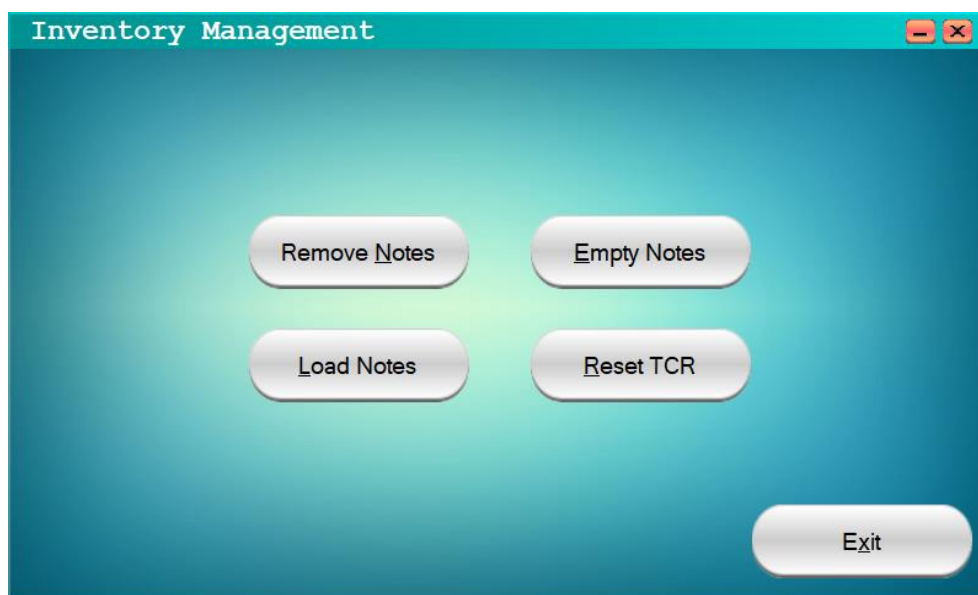 Inventory Management
Remove Notes
Empty Notes
Load Notes
Reset TCR
Exit